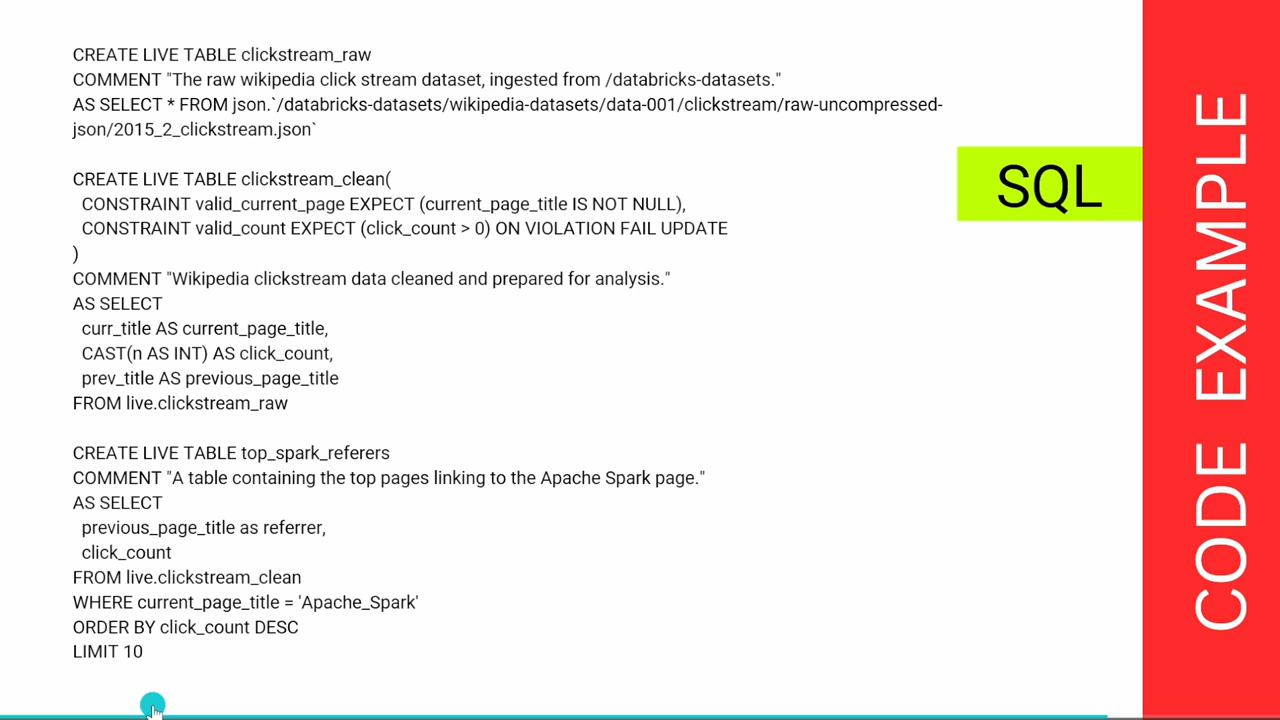 CREATE LIVE TABLE clickstream_raw
COMMENT "The raw wikipedia click stream dataset, ingested from /databricks-datasets."
AS SELECT * FROM json.`/databricks-datasets/wikipedia-datasets/data-001/clickstream/raw-uncompressed-
json/2015_2_clickstream.json`
CREATE LIVE TABLE clickstream_clean(
CONSTRAINT valid_current_page EXPECT (current_page_title IS NOT NULL),
CONSTRAINT valid_count EXPECT (click_count > 0) ON VIOLATION FAIL UPDATE
)
COMMENT "Wikipedia clickstream data cleaned and prepared for analysis."
AS SELECT
curr_title AS current_page_title,
CAST(n AS INT) AS click_count,
prev_title AS previous_page_title
FROM live.clickstream_raw
CREATE LIVE TABLE top_spark_referers
COMMENT "A table containing the top pages linking to the Apache Spark page."
AS SELECT
previous_page_title as referrer,
click_count
FROM live.clickstream_clean
WHERE current_page_title = 'Apache_Spark'
ORDER BY click_count DESC
LIMIT 10
SQL
CODE EXAMPLE